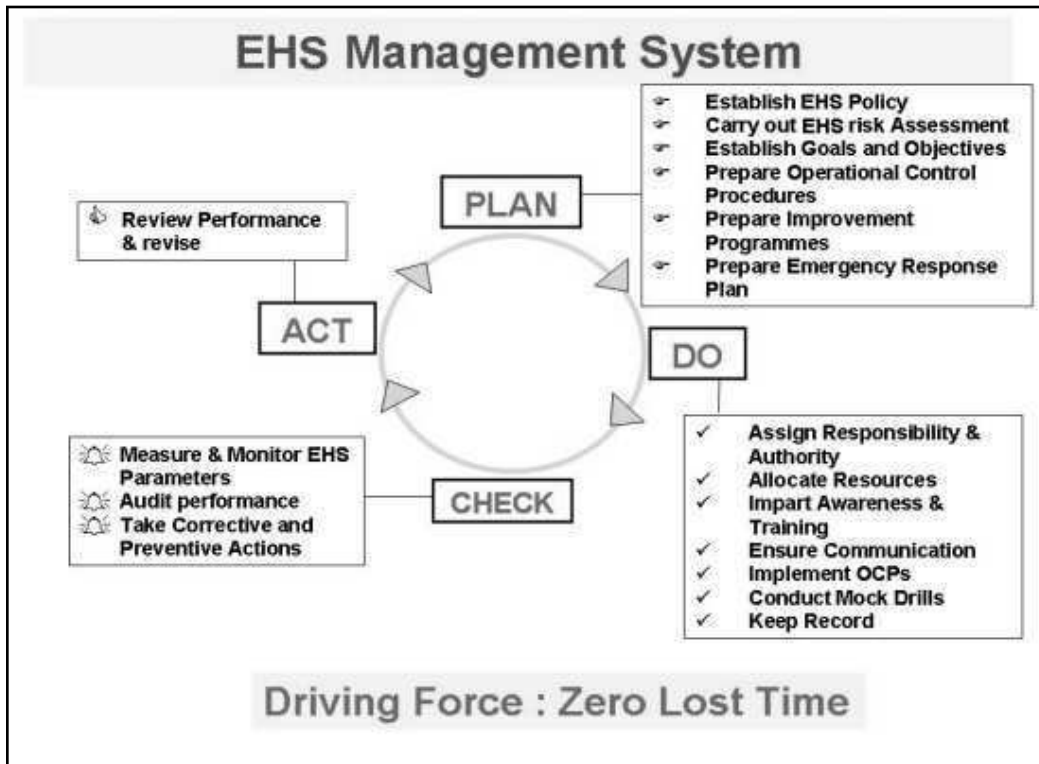 EHS Management System
PLAN
Establish EHS Policy
Carry out EHS risk Assessment
Establish Goals and Objectives
Prepare Operational Control
Procedures
Prepare Improvement
Programmes
Prepare Emergency Response
Plan
DO
Assign Responsibility &
Authority
Allocate Resources
Impart Awareness &
Training
Ensure Communication
Implement OCPs
Conduct Mock Drills
Keep Record
CHECK
Measure & Monitor EHS
Parameters
Audit performance
Take Corrective and
Preventive Actions
ACT
Review Performance
& revise
Driving Force : Zero Lost Time